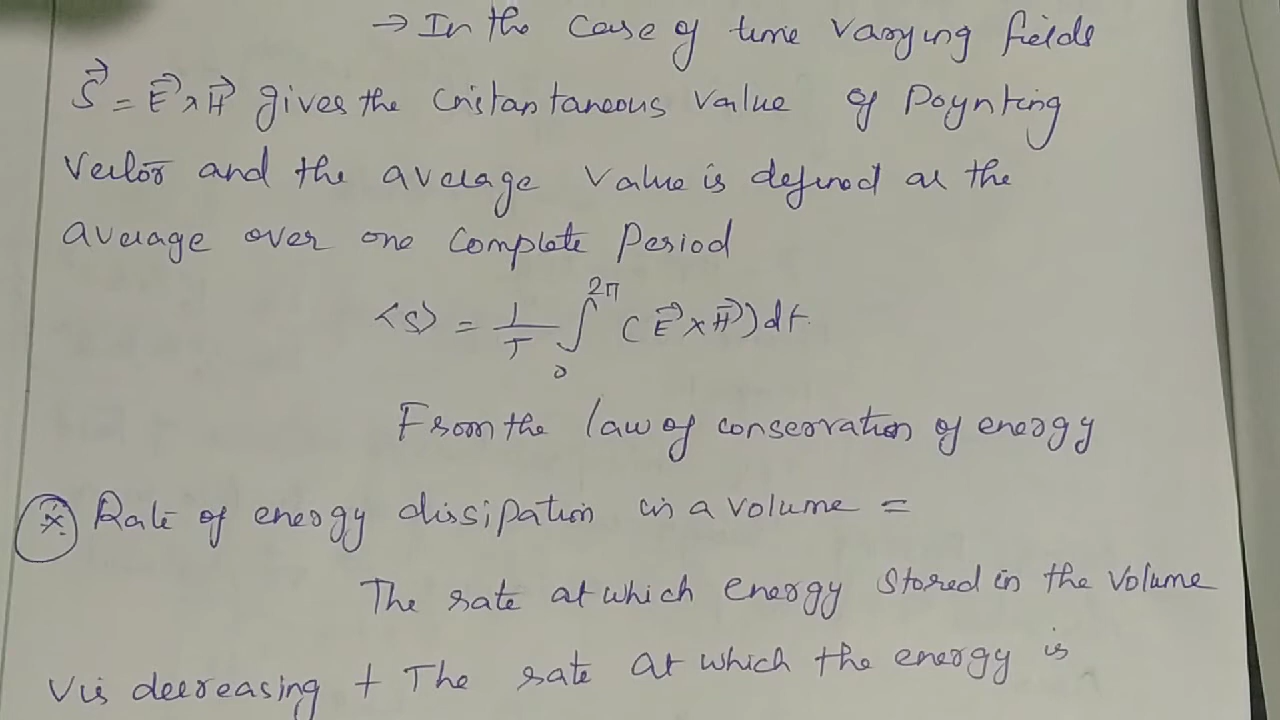 → In the case of time varying fields
S⃗ = E⃗ x H⃗ gives the instantaneous value of Poynting
Vector and the average value is defined as the
average over one complete Period
<S> = 1/T ∫₀^2π (E⃗ x H⃗) dt.
From the law of conservation of energy
* Rate of energy dissipation in a volume =
The rate at which energy stored in the volume
V is decreasing + The rate at which the energy is